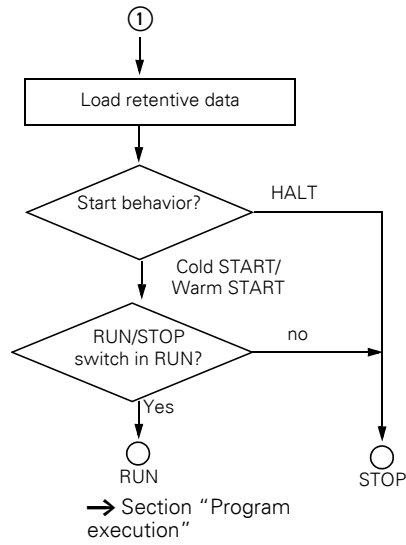 1
Load retentive data
Start behavior?
HALT
Cold START/
Warm START
RUN/STOP
switch in RUN?
no
Yes
RUN
STOP
→ Section “Program
execution”